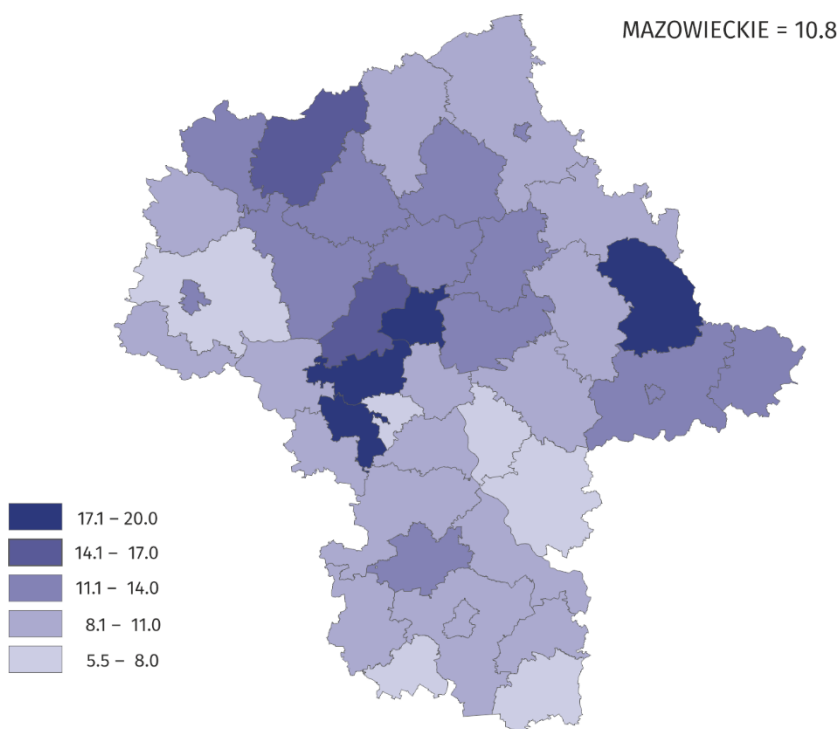 MAZOWIECKIE = 10.8
17.1 – 20.0
14.1 – 17.0
11.1 – 14.0
8.1 – 11.0
5.5 – 8.0